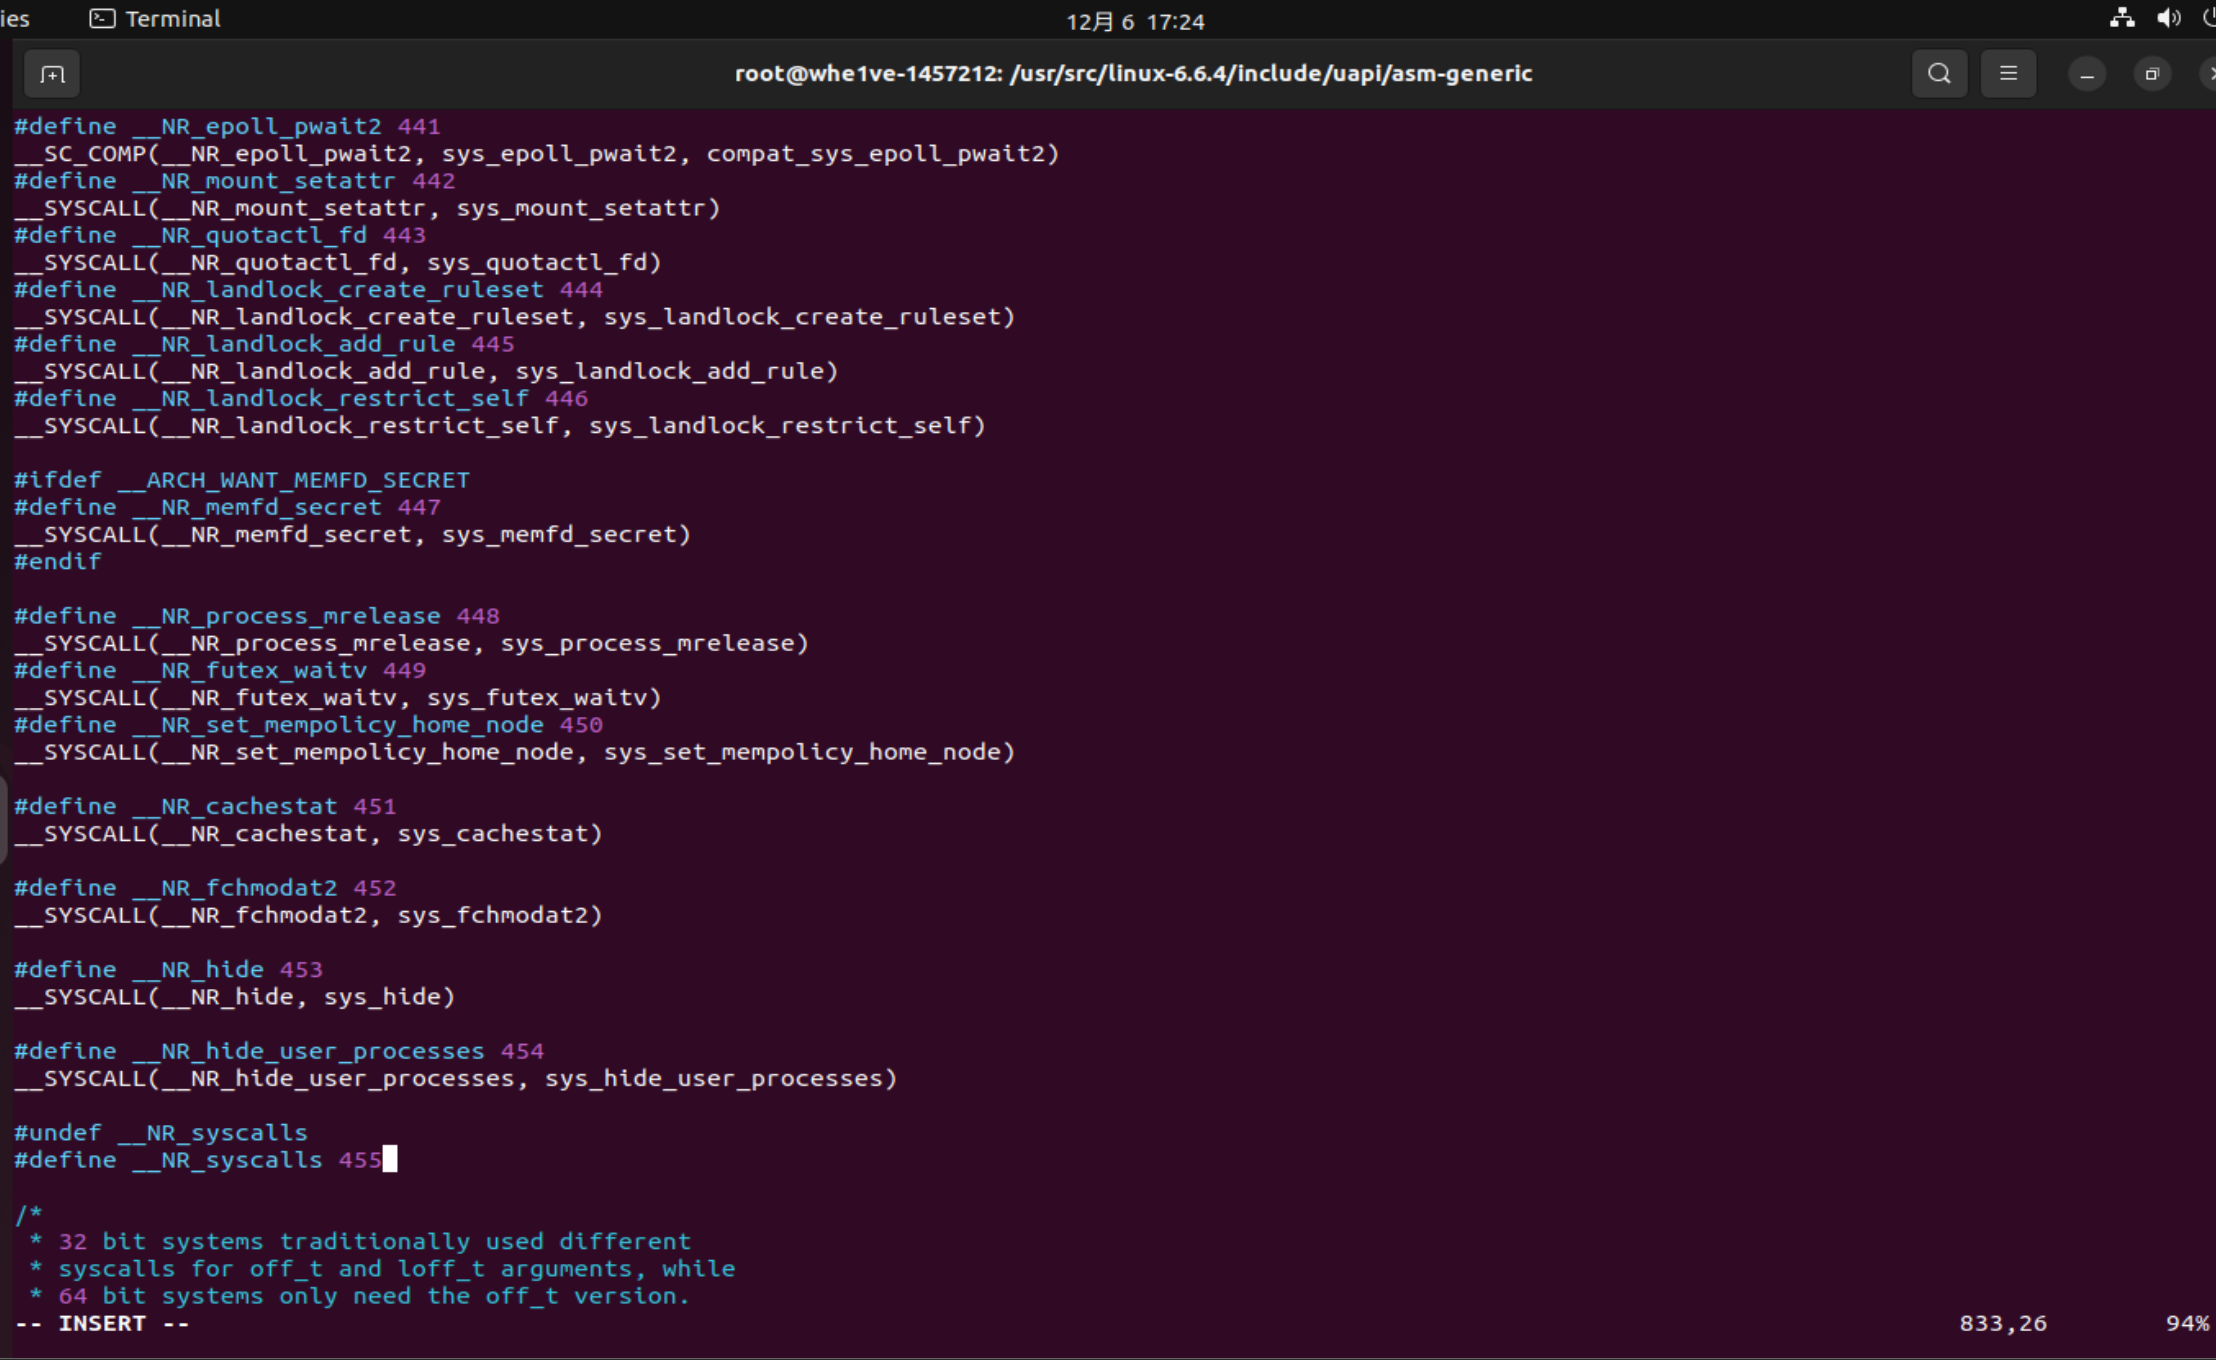 ies
Terminal
12月 6 17:24
root@whe1ve-1457212: /usr/src/linux-6.6.4/include/uapi/asm-generic
#define __NR_epoll_pwait2 441
__SC_COMP(__NR_epoll_pwait2, sys_epoll_pwait2, compat_sys_epoll_pwait2)
#define __NR_mount_setattr 442
__SYSCALL(__NR_mount_setattr, sys_mount_setattr)
#define __NR_quotactl_fd 443
__SYSCALL(__NR_quotactl_fd, sys_quotactl_fd)
#define __NR_landlock_create_ruleset 444
__SYSCALL(__NR_landlock_create_ruleset, sys_landlock_create_ruleset)
#define __NR_landlock_add_rule 445
__SYSCALL(__NR_landlock_add_rule, sys_landlock_add_rule)
#define __NR_landlock_restrict_self 446
__SYSCALL(__NR_landlock_restrict_self, sys_landlock_restrict_self)
#ifdef __ARCH_WANT_MEMFD_SECRET
#define __NR_memfd_secret 447
__SYSCALL(__NR_memfd_secret, sys_memfd_secret)
#endif
#define __NR_process_mrelease 448
__SYSCALL(__NR_process_mrelease, sys_process_mrelease)
#define __NR_futex_waitv 449
__SYSCALL(__NR_futex_waitv, sys_futex_waitv)
#define __NR_set_mempolicy_home_node 450
__SYSCALL(__NR_set_mempolicy_home_node, sys_set_mempolicy_home_node)
#define __NR_cachestat 451
__SYSCALL(__NR_cachestat, sys_cachestat)
#define __NR_fchmodat2 452
__SYSCALL(__NR_fchmodat2, sys_fchmodat2)
#define __NR_hide 453
__SYSCALL(__NR_hide, sys_hide)
#define __NR_hide_user_processes 454
__SYSCALL(__NR_hide_user_processes, sys_hide_user_processes)
#undef __NR_syscalls
#define __NR_syscalls 455
/*
 * 32 bit systems traditionally used different
 * syscalls for off_t and loff_t arguments, while
 * 64 bit systems only need the off_t version.
-- INSERT -- 833,26 94%